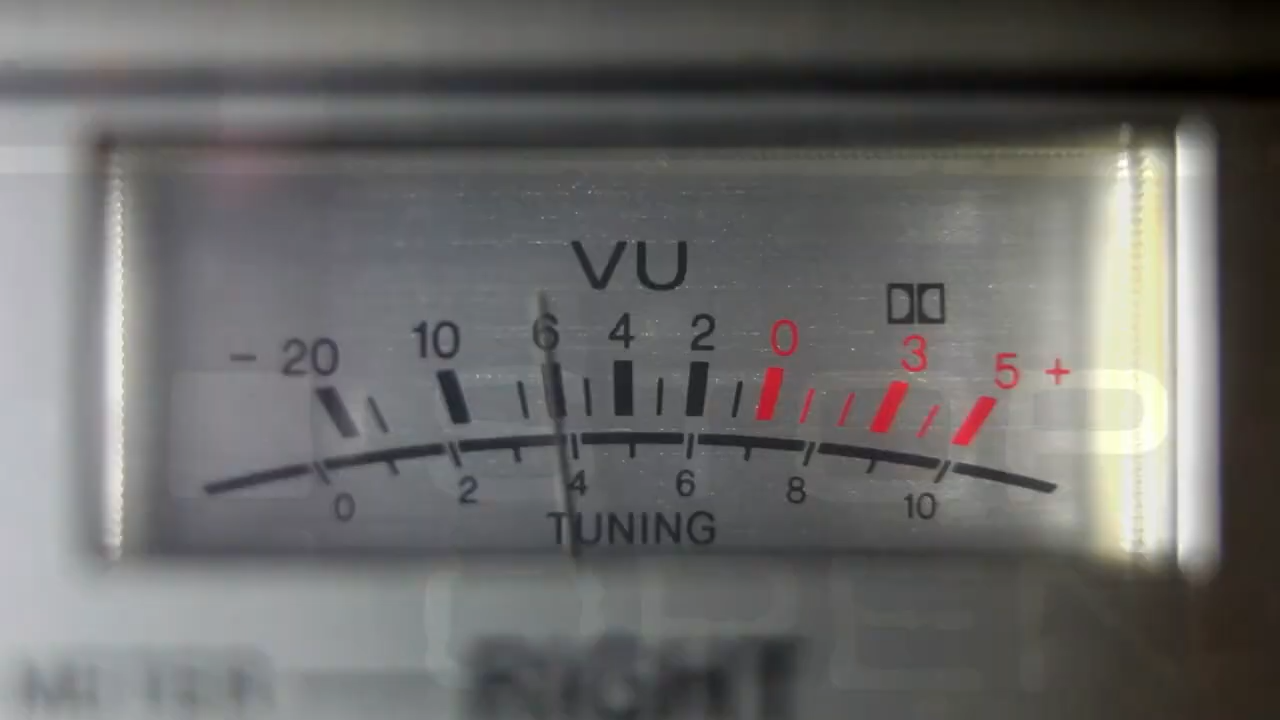 VU
− 20 10 6 4 2 0 3 5 +
0 2 4 6 8 10
TUNING
METER RIGHT